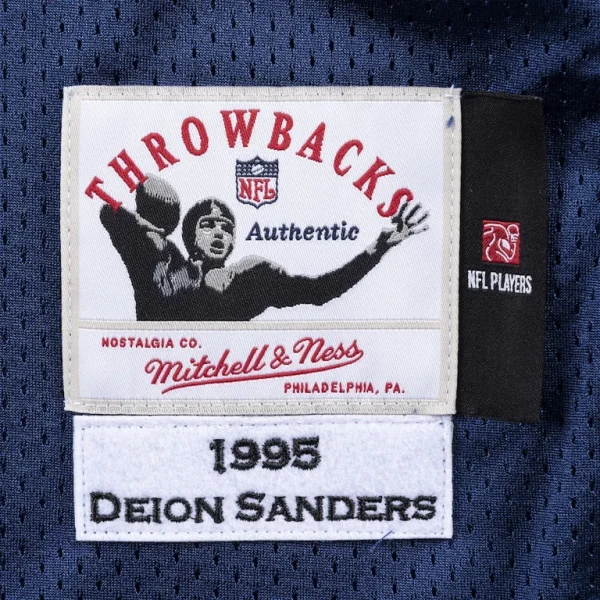 THROWBACKS
NFL
Authentic
NFL PLAYERS
NOSTALGIA CO.
Mitchell & Ness
PHILADELPHIA, PA.
1995
DEION SANDERS